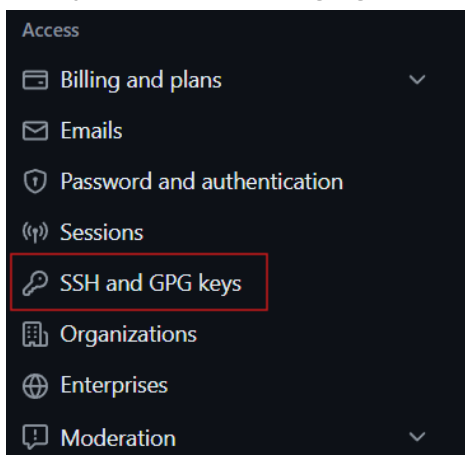 Access
Billing and plans
Emails
Password and authentication
Sessions
SSH and GPG keys
Organizations
Enterprises
Moderation